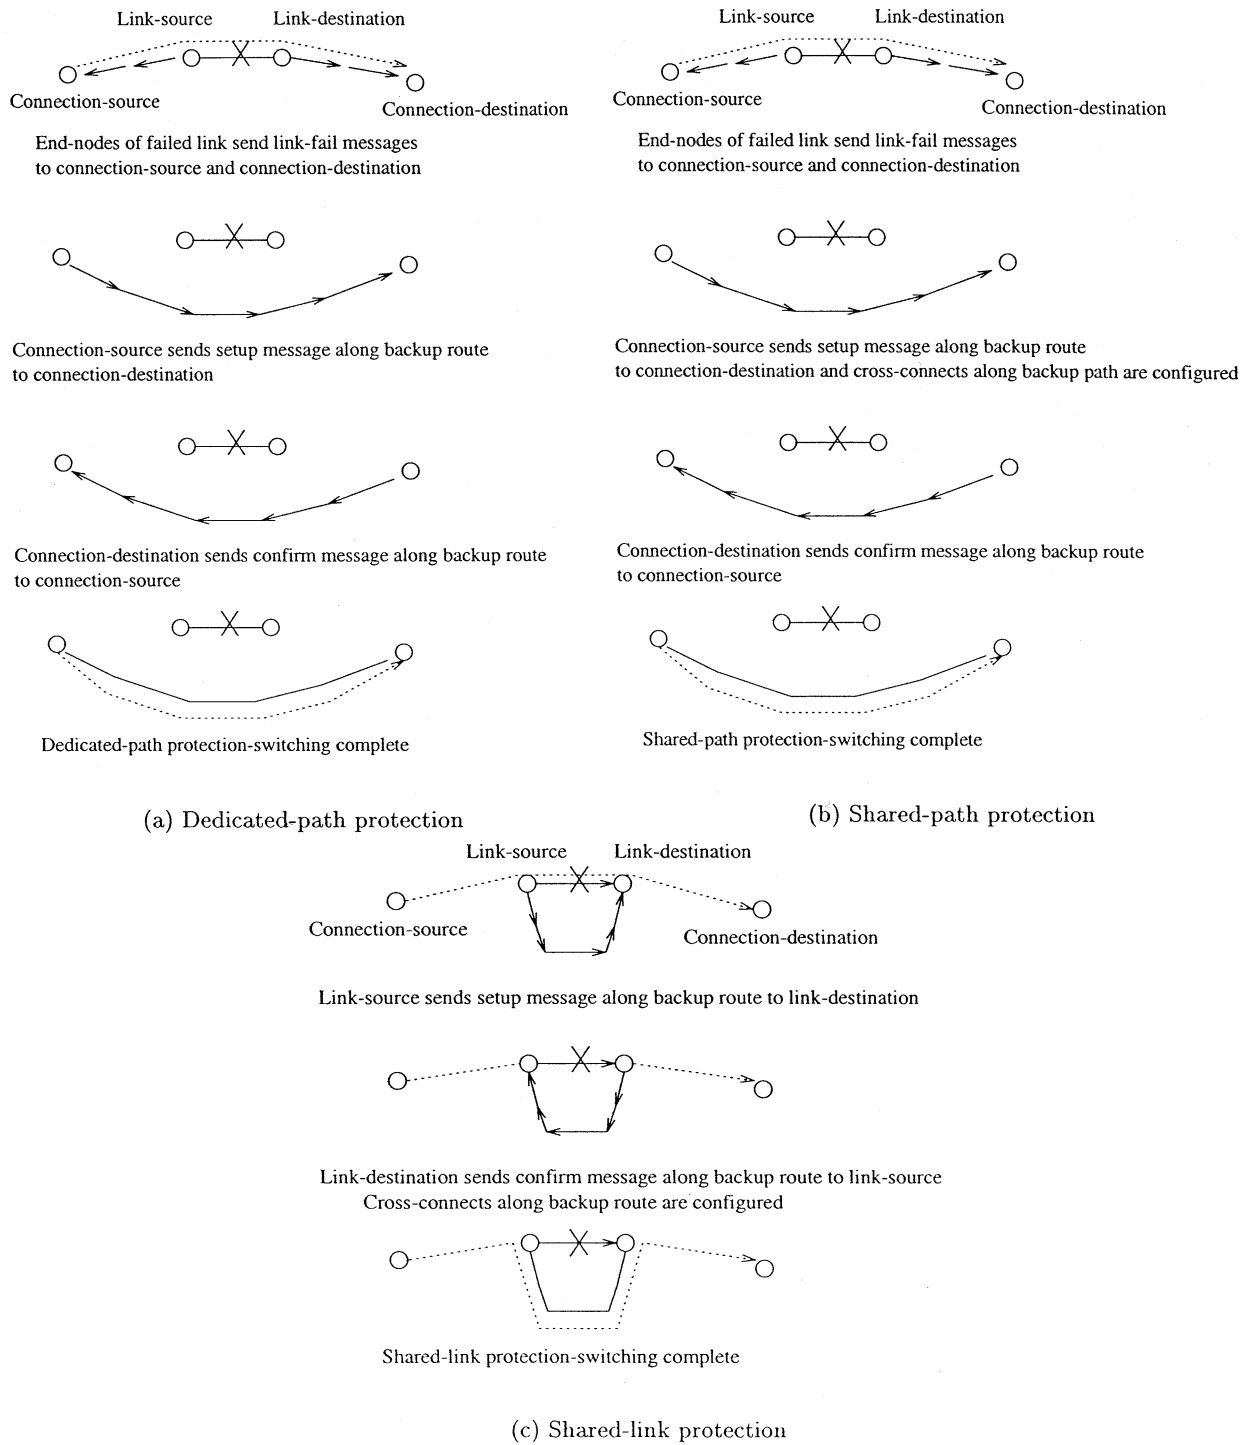 Link-source Link-destination
Connection-source
Connection-destination
End-nodes of failed link send link-fail messages
to connection-source and connection-destination
Connection-source sends setup message along backup route
to connection-destination
Connection-destination sends confirm message along backup route
to connection-source
Dedicated-path protection-switching complete
(a) Dedicated-path protection
Link-source Link-destination
Connection-source
Connection-destination
End-nodes of failed link send link-fail messages
to connection-source and connection-destination
Connection-source sends setup message along backup route
to connection-destination and cross-connects along backup path are configured
Connection-destination sends confirm message along backup route
to connection-source
Shared-path protection-switching complete
(b) Shared-path protection
Link-source Link-destination
Connection-source
Connection-destination
Link-source sends setup message along backup route to link-destination
Link-destination sends confirm message along backup route to link-source
Cross-connects along backup route are configured
Shared-link protection-switching complete
(c) Shared-link protection